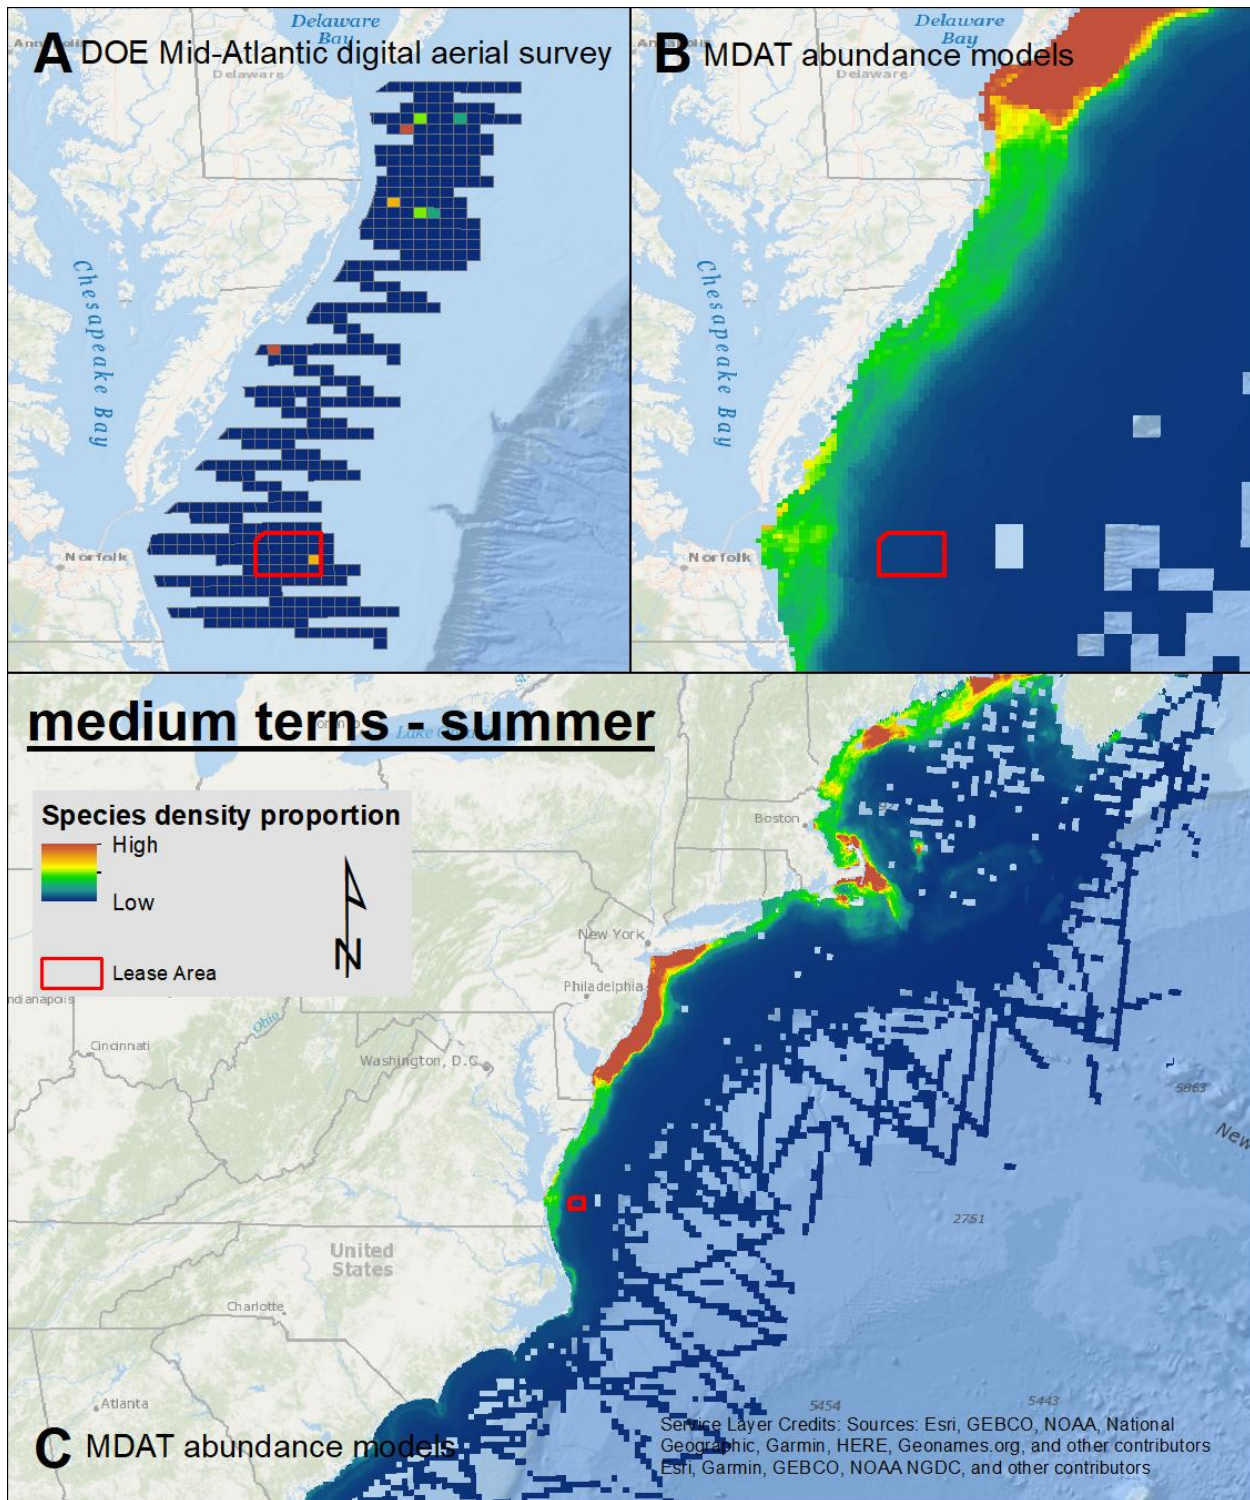 Delaware
Bay
A DOE Mid-Atlantic digital aerial survey
Delaware
Chesapeake Bay
Norfolk
Delaware
Bay
B MDAT abundance models
Delaware
Chesapeake Bay
Norfolk
medium terns - summer
Species density proportion
High
Low
N
Lease Area
Boston
New York
Philadelphia
ndianapolis
Ohio
Cincinnati
Washington, D.C.
5863
New
2751
United
States
Charlotte
Atlanta
5454
5443
C MDAT abundance models
Service Layer Credits: Sources: Esri, GEBCO, NOAA, National
Geographic, Garmin, HERE, Geonames.org, and other contributors
Esri, Garmin, GEBCO, NOAA NGDC, and other contributors